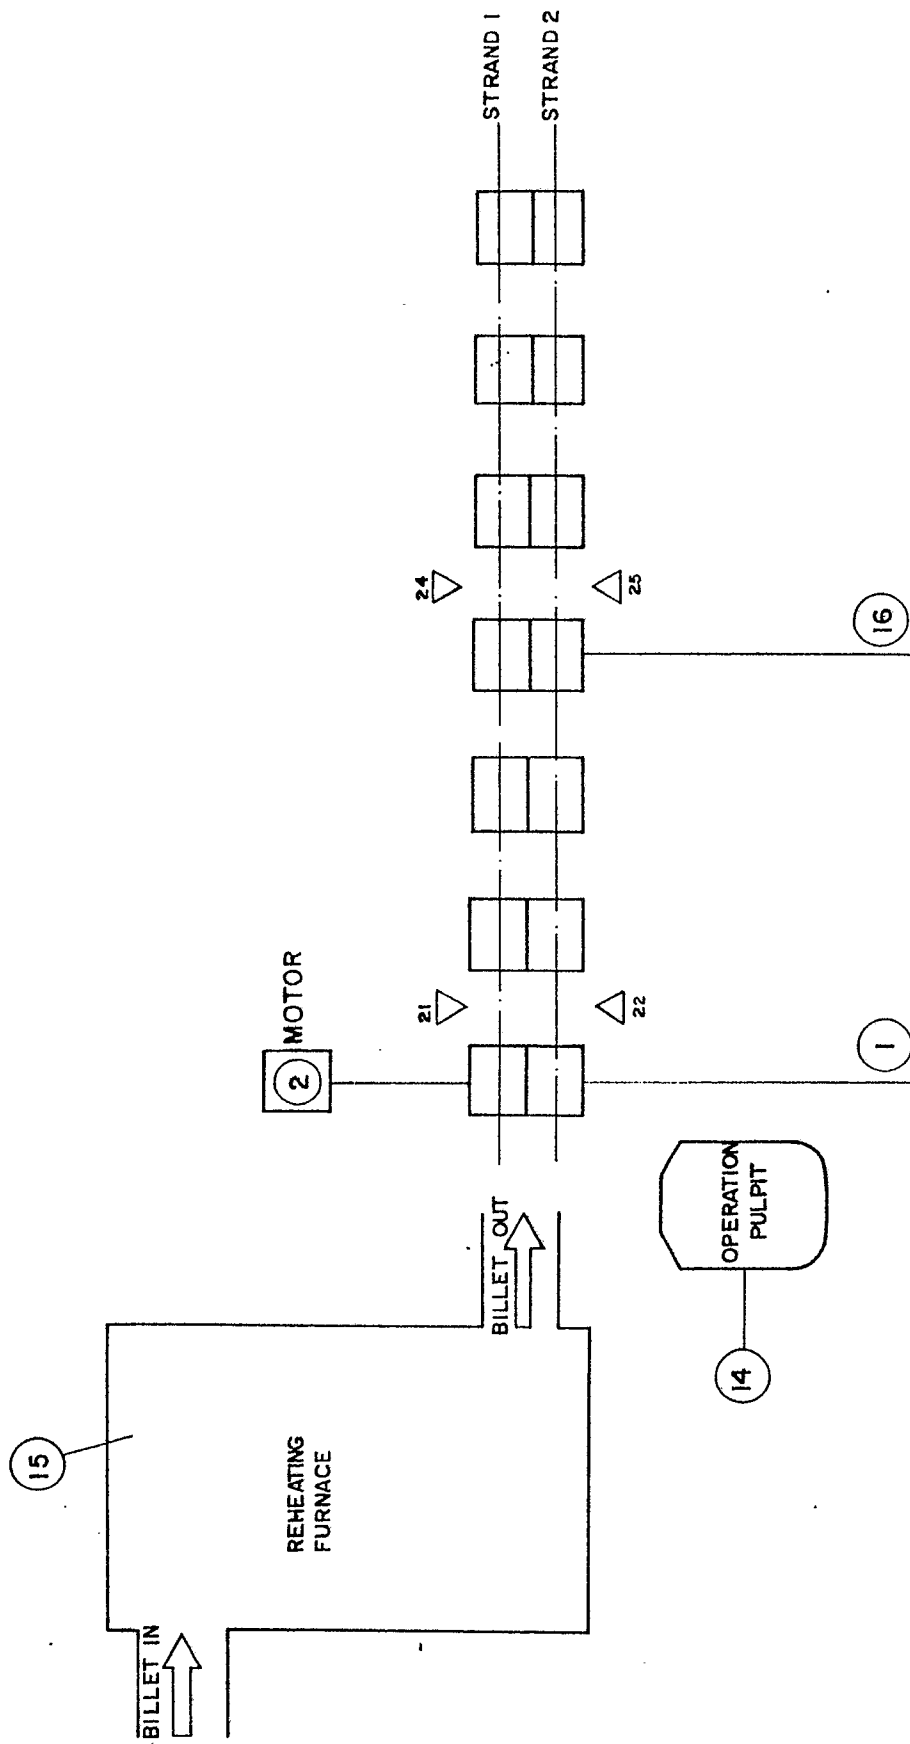 15
BILLET IN
REHEATING
FURNACE
BILLET OUT
14
OPERATION
PULPIT
2
MOTOR
1
21
22
16
24
25
STRAND 1
STRAND 2